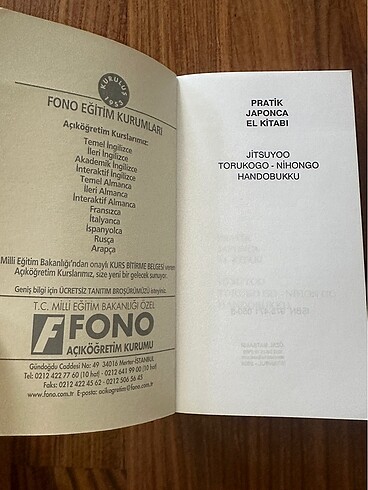 KURULUŞ
1953
FONO EĞİTİM KURUMLARI
Açıköğretim Kurslarımız:
Temel İngilizce
İleri İngilizce
Akademik İngilizce
İnteraktif İngilizce
Temel Almanca
İleri Almanca
İnteraktif Almanca
Fransızca
İtalyanca
İspanyolca
Rusça
Arapça
Milli Eğitim Bakanlığı'ndan onaylı KURS BİTİRME BELGESİ veren
Açıköğretim Kurslarımız, size yeni bir gelecek sunuyor.
Geniş bilgi için ÜCRETSİZ TANITIM BROŞÜRÜMÜZÜ isteyiniz.
T.C. MİLLİ EĞİTİM BAKANLIĞI ÖZEL
FONO
AÇIKÖĞRETİM KURUMU
Gündoğdu Caddesi No: 49 34016 Merter-İSTANBUL
Tel: 0212 422 77 60 (10 hat) - 0212 641 99 00 (10 hat)
Faks: 0212 422 45 62 - 0212 506 56 45
www.fono.com.tr E-posta: acikogretim@fono.com.tr
PRATİK
JAPONCA
EL KİTABI
JİTSUYOO
TORUKOGO - NİHONGO
HANDOBUKKU